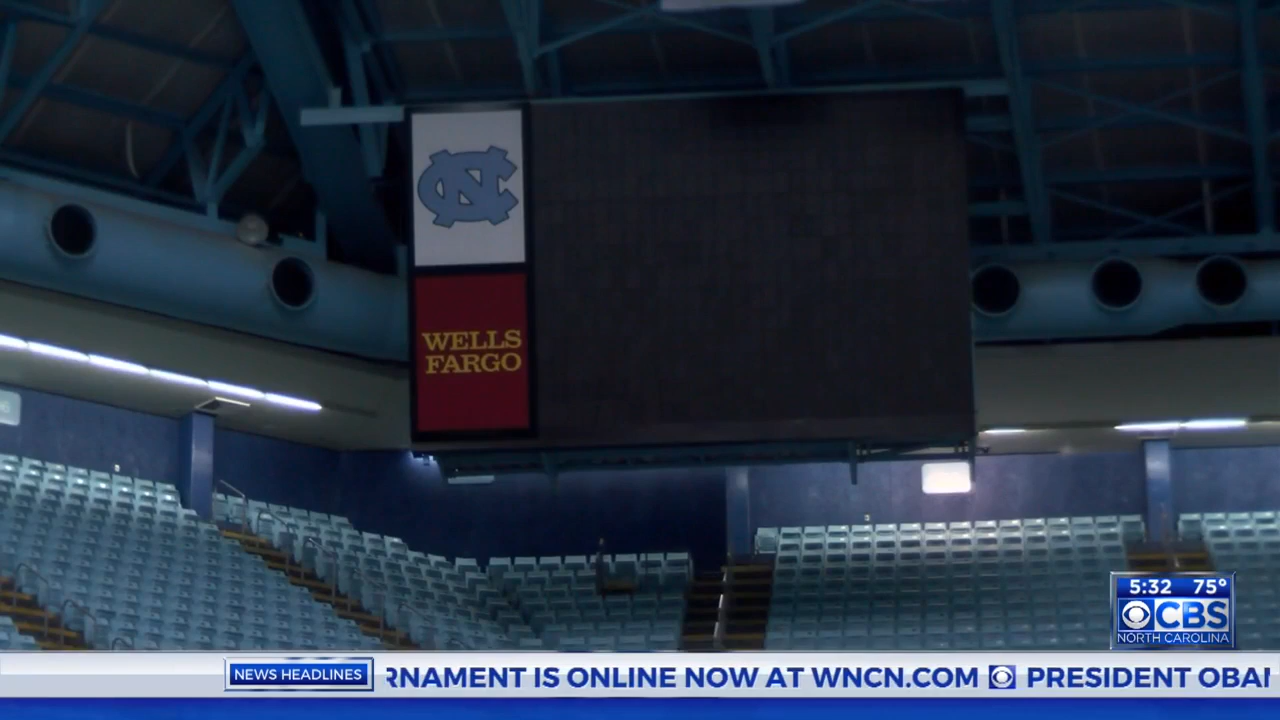 NC
WELLS
FARGO
5:32 75°
CBS
NORTH CAROLINA
NEWS HEADLINES
RNAMENT IS ONLINE NOW AT WNCN.COM PRESIDENT OBA